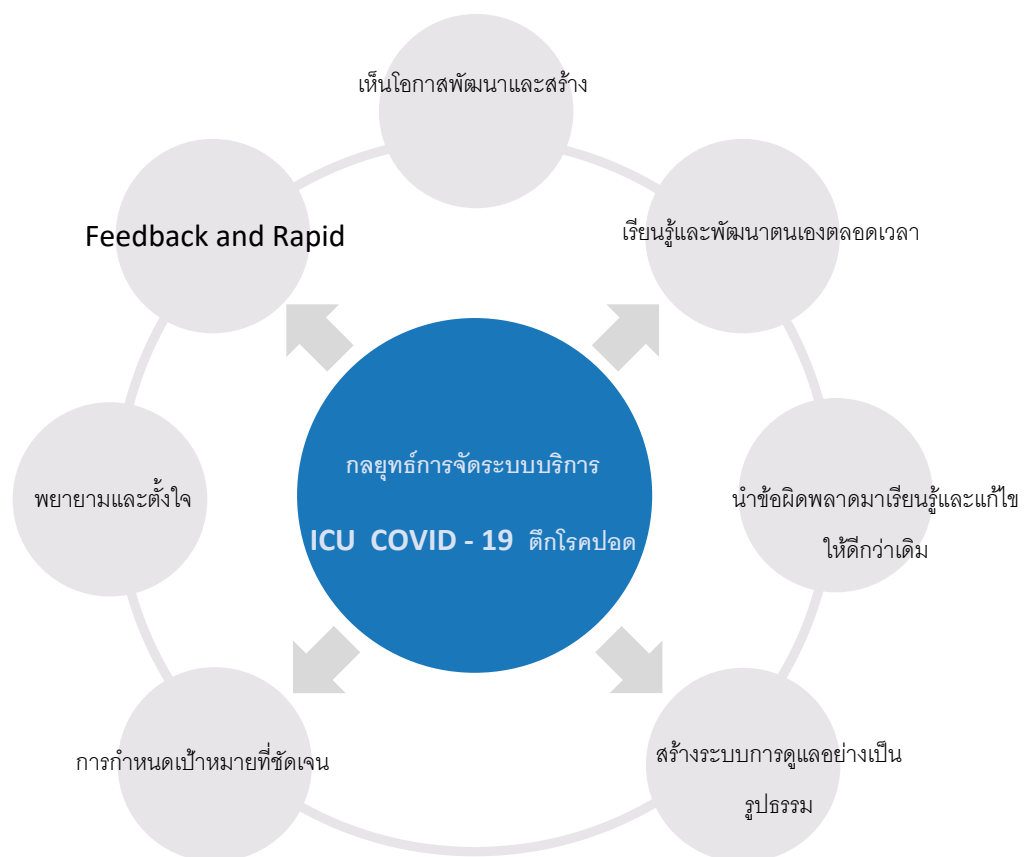 เห็นโอกาสพัฒนาและสร้าง
Feedback and Rapid
เรียนรู้และพัฒนาตนเองตลอดเวลา
กลยุทธ์การจัดระบบบริการ
ICU COVID - 19 ตึกโรคปอด
พยายามและตั้งใจ
นำข้อผิดพลาดมาเรียนรู้และแก้ไข
ให้ดีกว่าเดิม
การกำหนดเป้าหมายที่ชัดเจน
สร้างระบบการดูแลอย่างเป็น
รูปธรรม